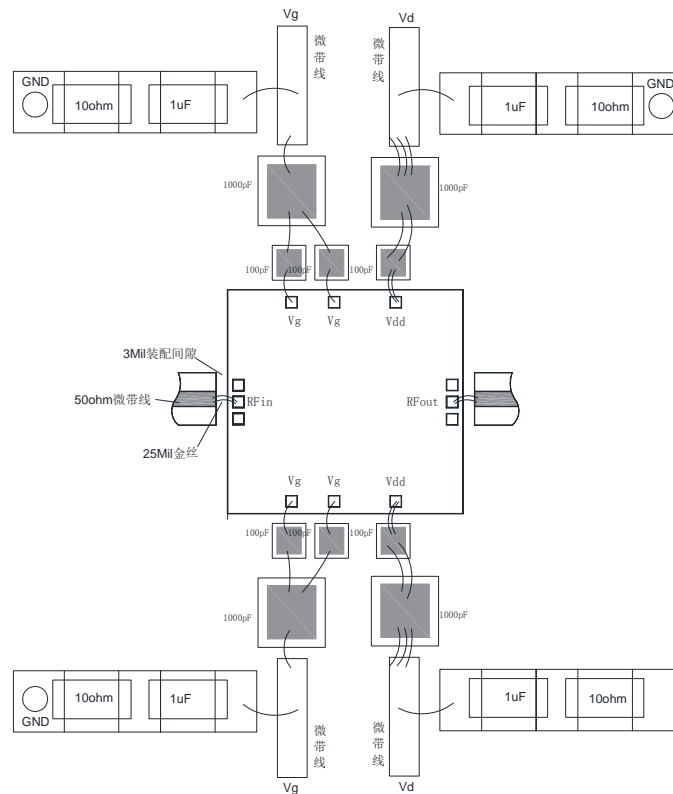 Vg
Vd
微带线
微带线
GND
10ohm
1uF
1uF
10ohm
GND
1000pF
1000pF
100pF
100pF
100pF
Vg
Vg
Vdd
3Mil装配间隙
50ohm微带线
RFin
RFout
25Mil金丝
Vg
Vg
Vdd
100pF
100pF
100pF
1000pF
1000pF
10ohm
1uF
1uF
10ohm
GND
GND
微带线
微带线
Vg
Vd